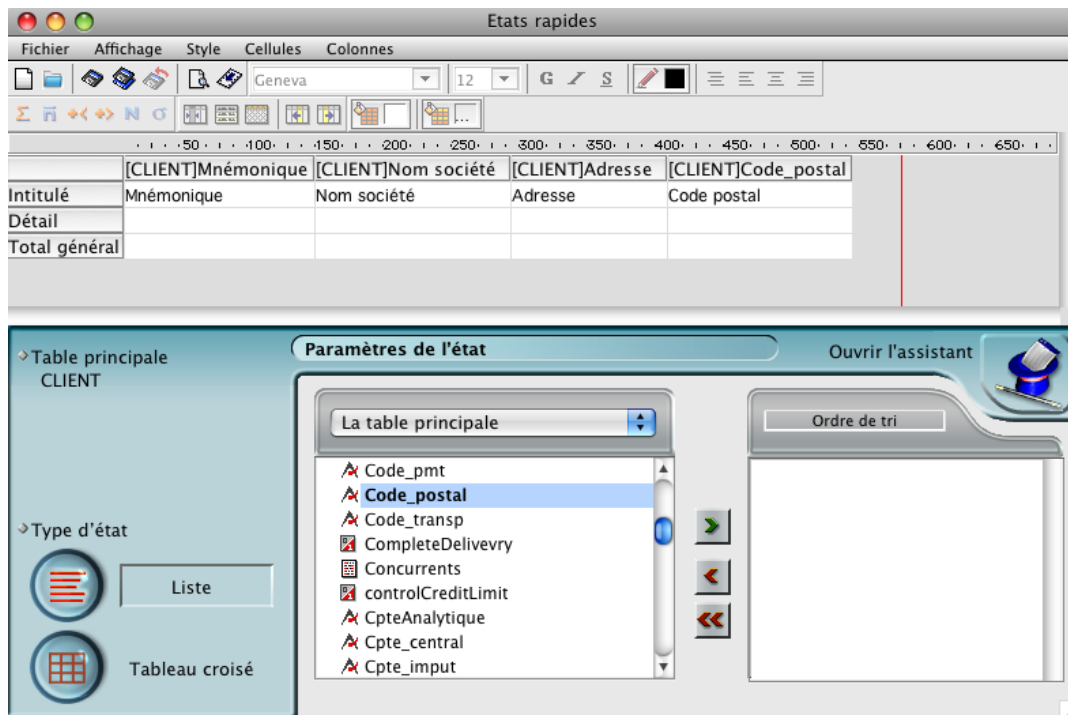 Etats rapides
Fichier Affichage Style Cellules Colonnes
Geneva 12 G I S
Σ n N σ ...
50 100 150 200 250 300 350 400 450 500 550 600 650
[CLIENT]Mnémonique [CLIENT]Nom société [CLIENT]Adresse [CLIENT]Code_postal
Intitulé Mnémonique Nom société Adresse Code postal
Détail
Total général
Table principale
CLIENT
Paramètres de l'état
Ouvrir l'assistant
La table principale
Ordre de tri
Code_pmt
Code_postal
Code_transp
CompleteDelivevry
Concurrents
controlCreditLimit
CpteAnalytique
Cpte_central
Cpte_imput
Type d'état
Liste
Tableau croisé